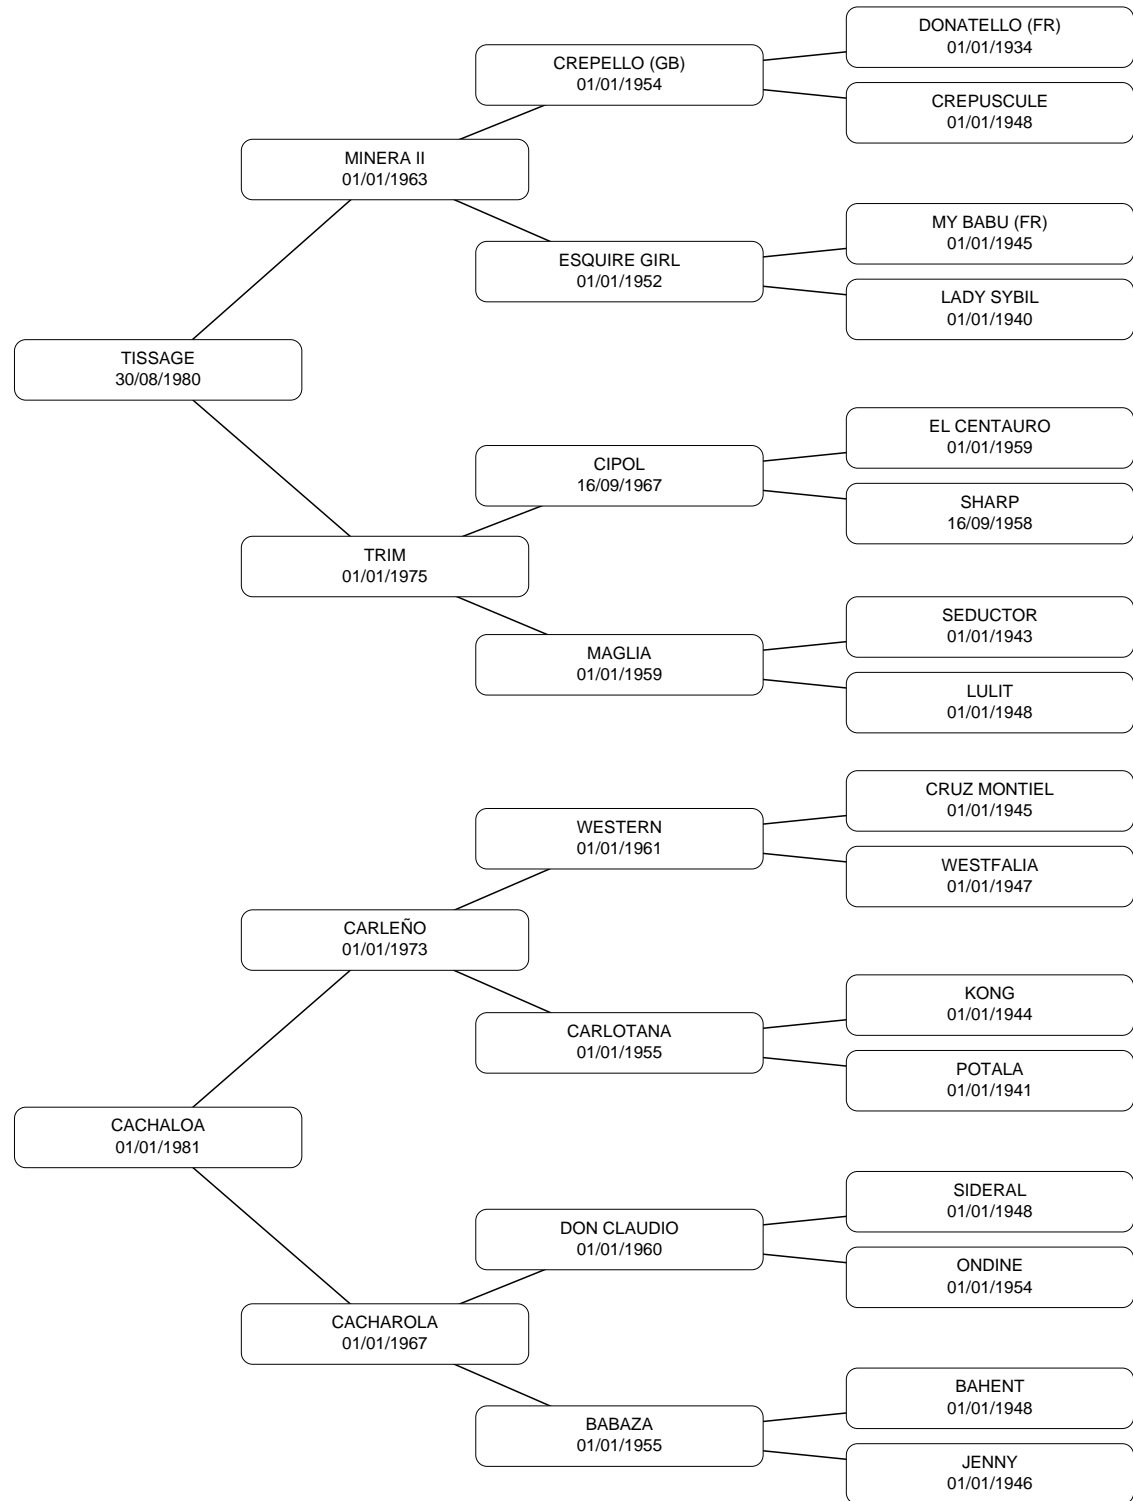 DONATELLO (FR)
01/01/1934
CREPELLO (GB)
01/01/1954
CREPUSCULE
01/01/1948
MINERA II
01/01/1963
MY BABU (FR)
01/01/1945
ESQUIRE GIRL
01/01/1952
LADY SYBIL
01/01/1940
TISSAGE
30/08/1980
EL CENTAURO
01/01/1959
CIPOL
16/09/1967
SHARP
16/09/1958
TRIM
01/01/1975
SEDUCTOR
01/01/1943
MAGLIA
01/01/1959
LULIT
01/01/1948
CRUZ MONTIEL
01/01/1945
WESTERN
01/01/1961
WESTFALIA
01/01/1947
CARLEÑO
01/01/1973
KONG
01/01/1944
CARLOTANA
01/01/1955
POTALA
01/01/1941
CACHALOA
01/01/1981
SIDERAL
01/01/1948
DON CLAUDIO
01/01/1960
ONDINE
01/01/1954
CACHAROLA
01/01/1967
BAHENT
01/01/1948
BABAZA
01/01/1955
JENNY
01/01/1946